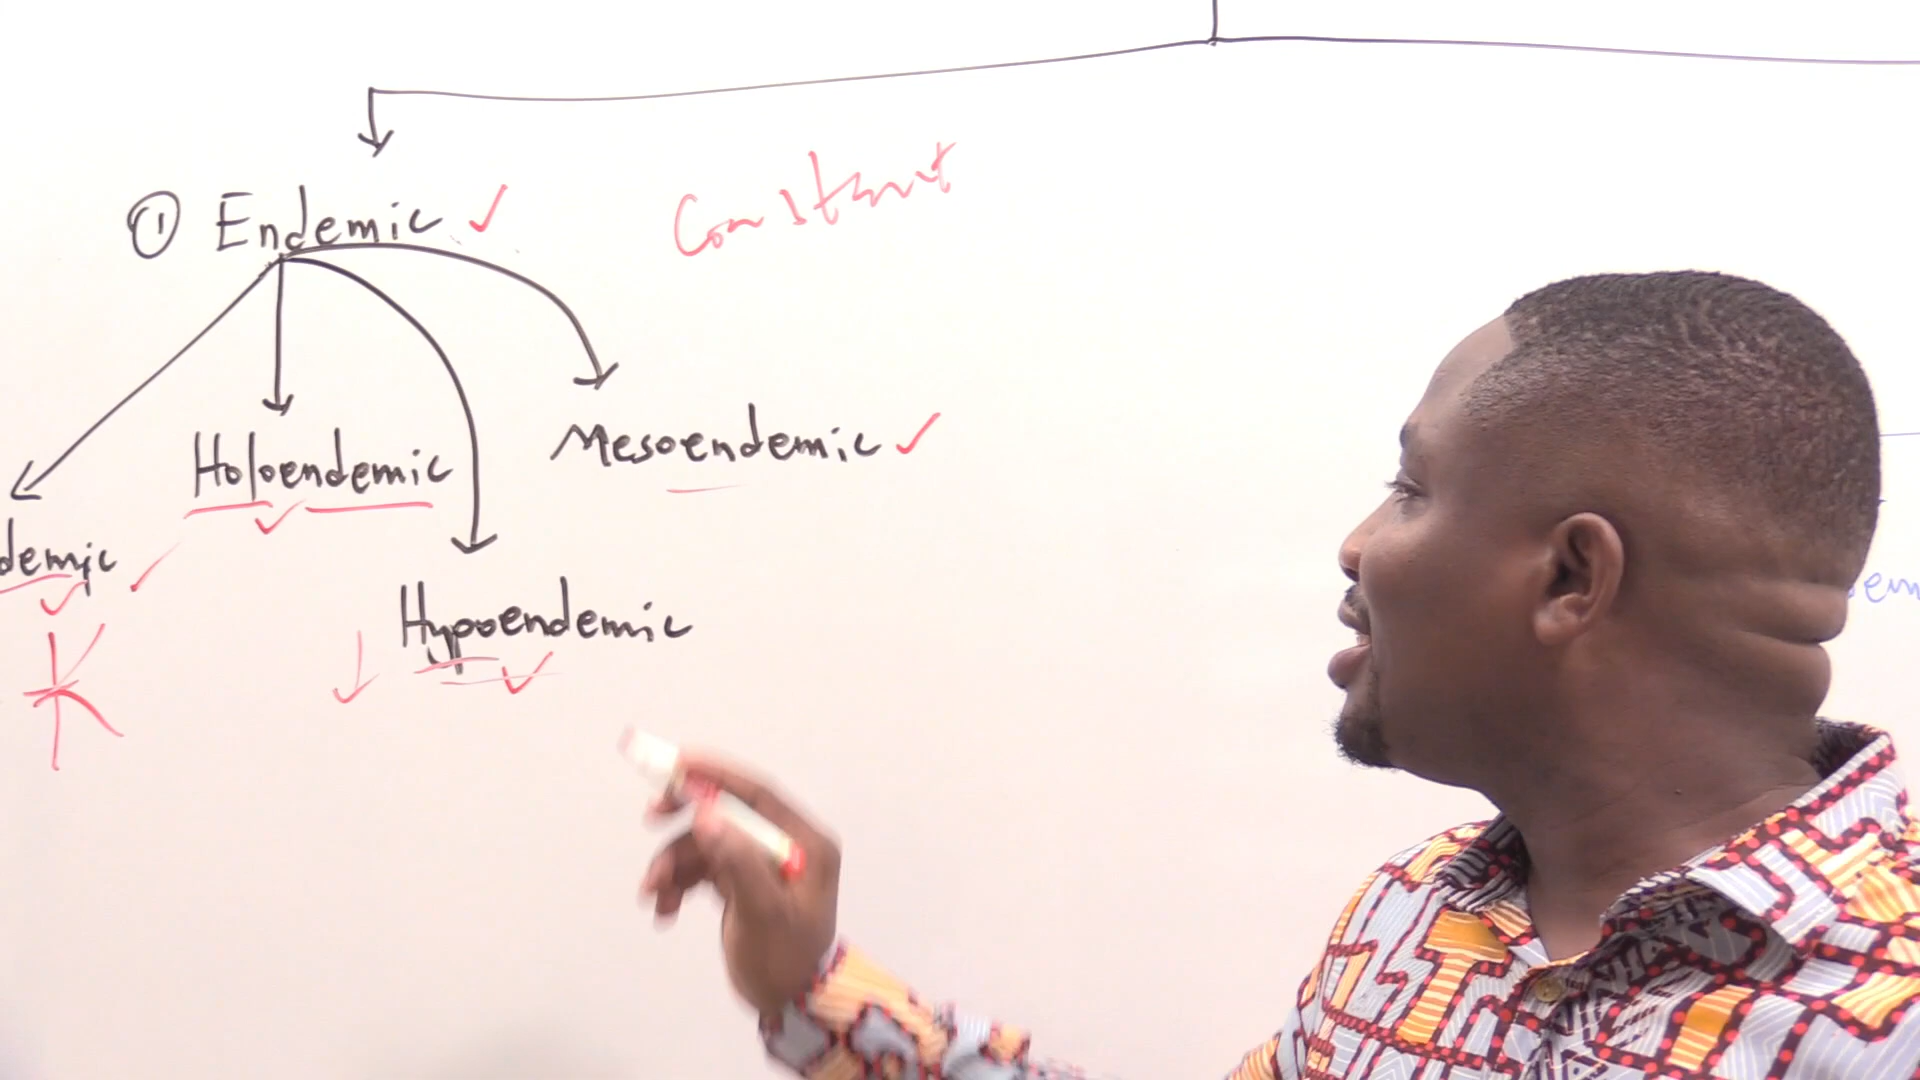 ① Endemic ✓
Constant
Mesoendemic ✓
Holoendemic
demic
Hypoendemic